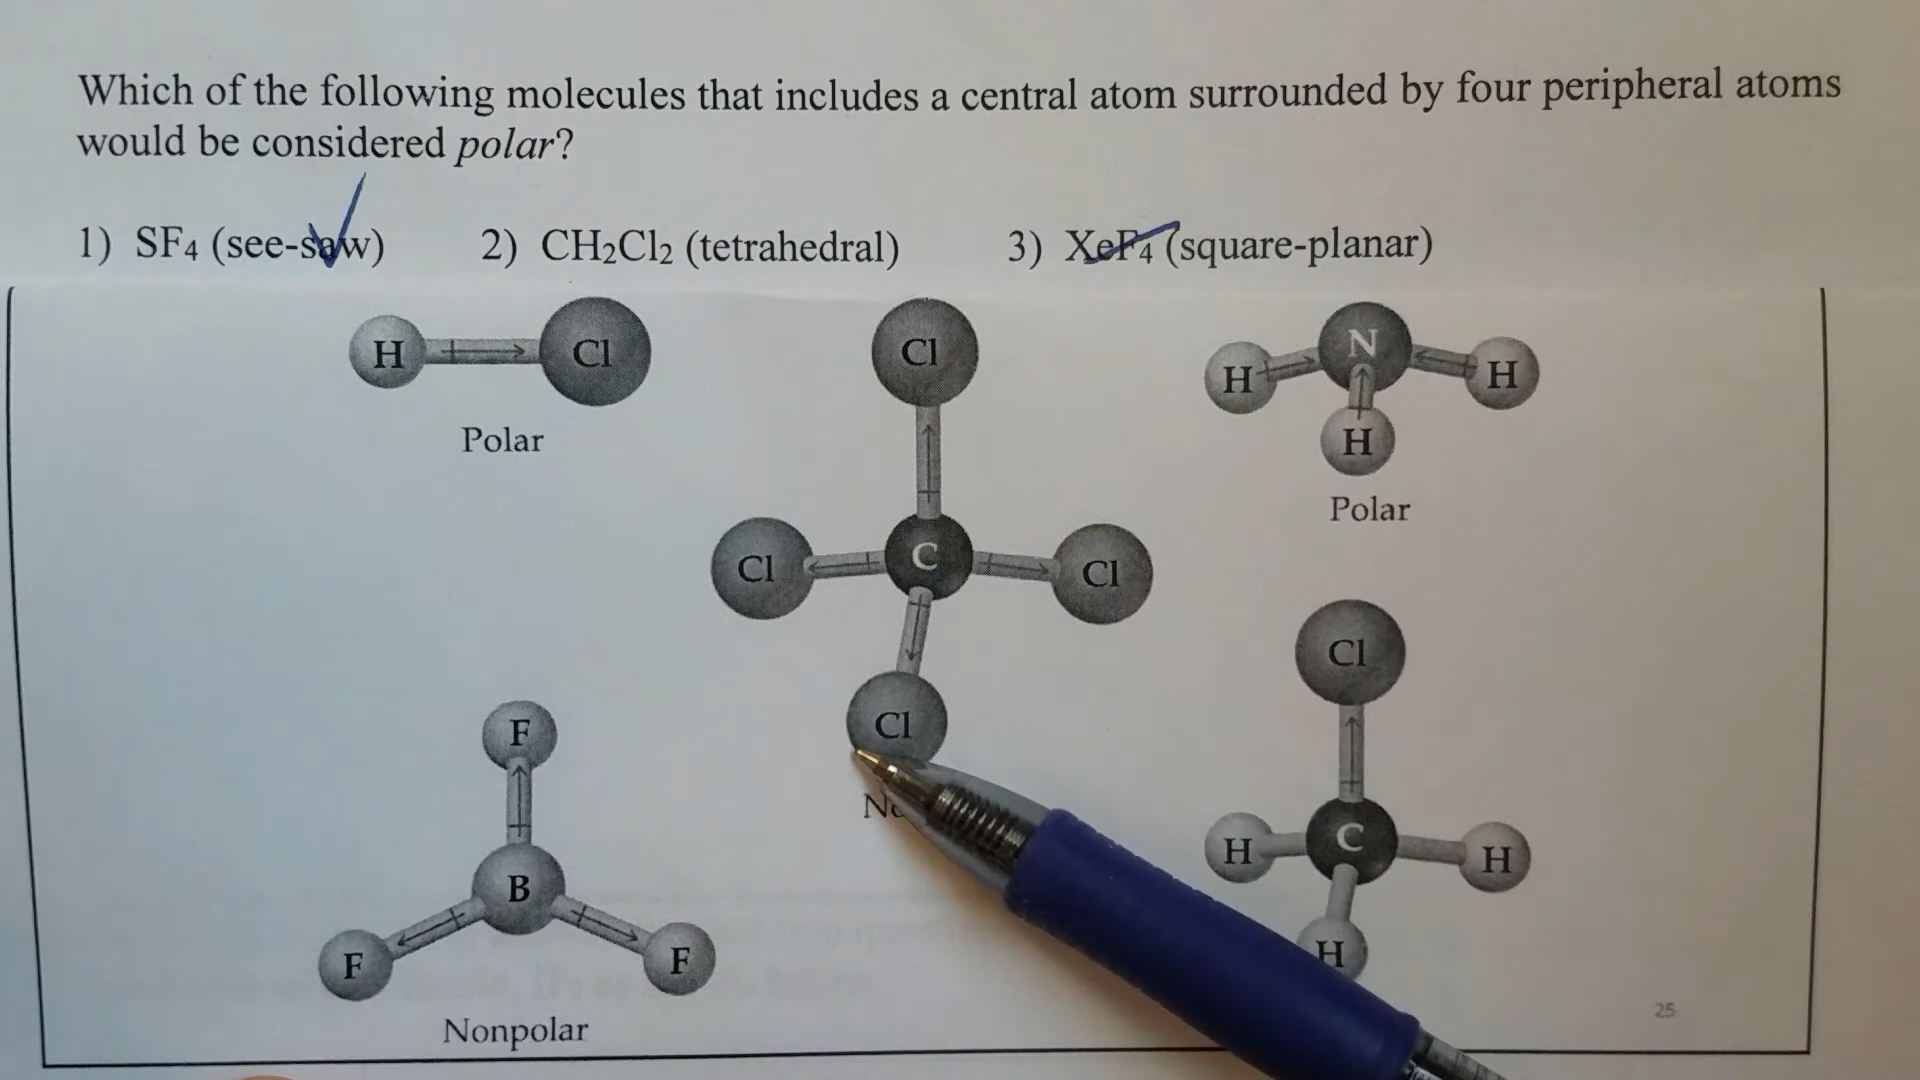 Which of the following molecules that includes a central atom surrounded by four peripheral atoms
would be considered polar?
1) SF4 (see-saw) 2) CH2Cl2 (tetrahedral) 3) XeF4 (square-planar)
H Cl
Polar
Cl
Cl C Cl
Cl
N
H H
H
Polar
F
B
F F
Nonpolar
Cl
H C H
H
25